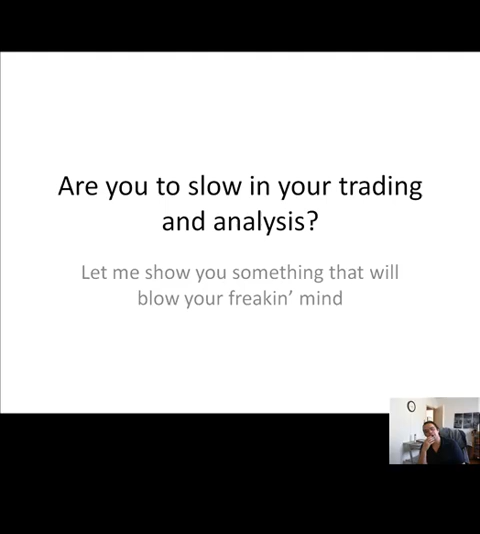 Are you to slow in your trading
and analysis?
Let me show you something that will
blow your freakin’ mind